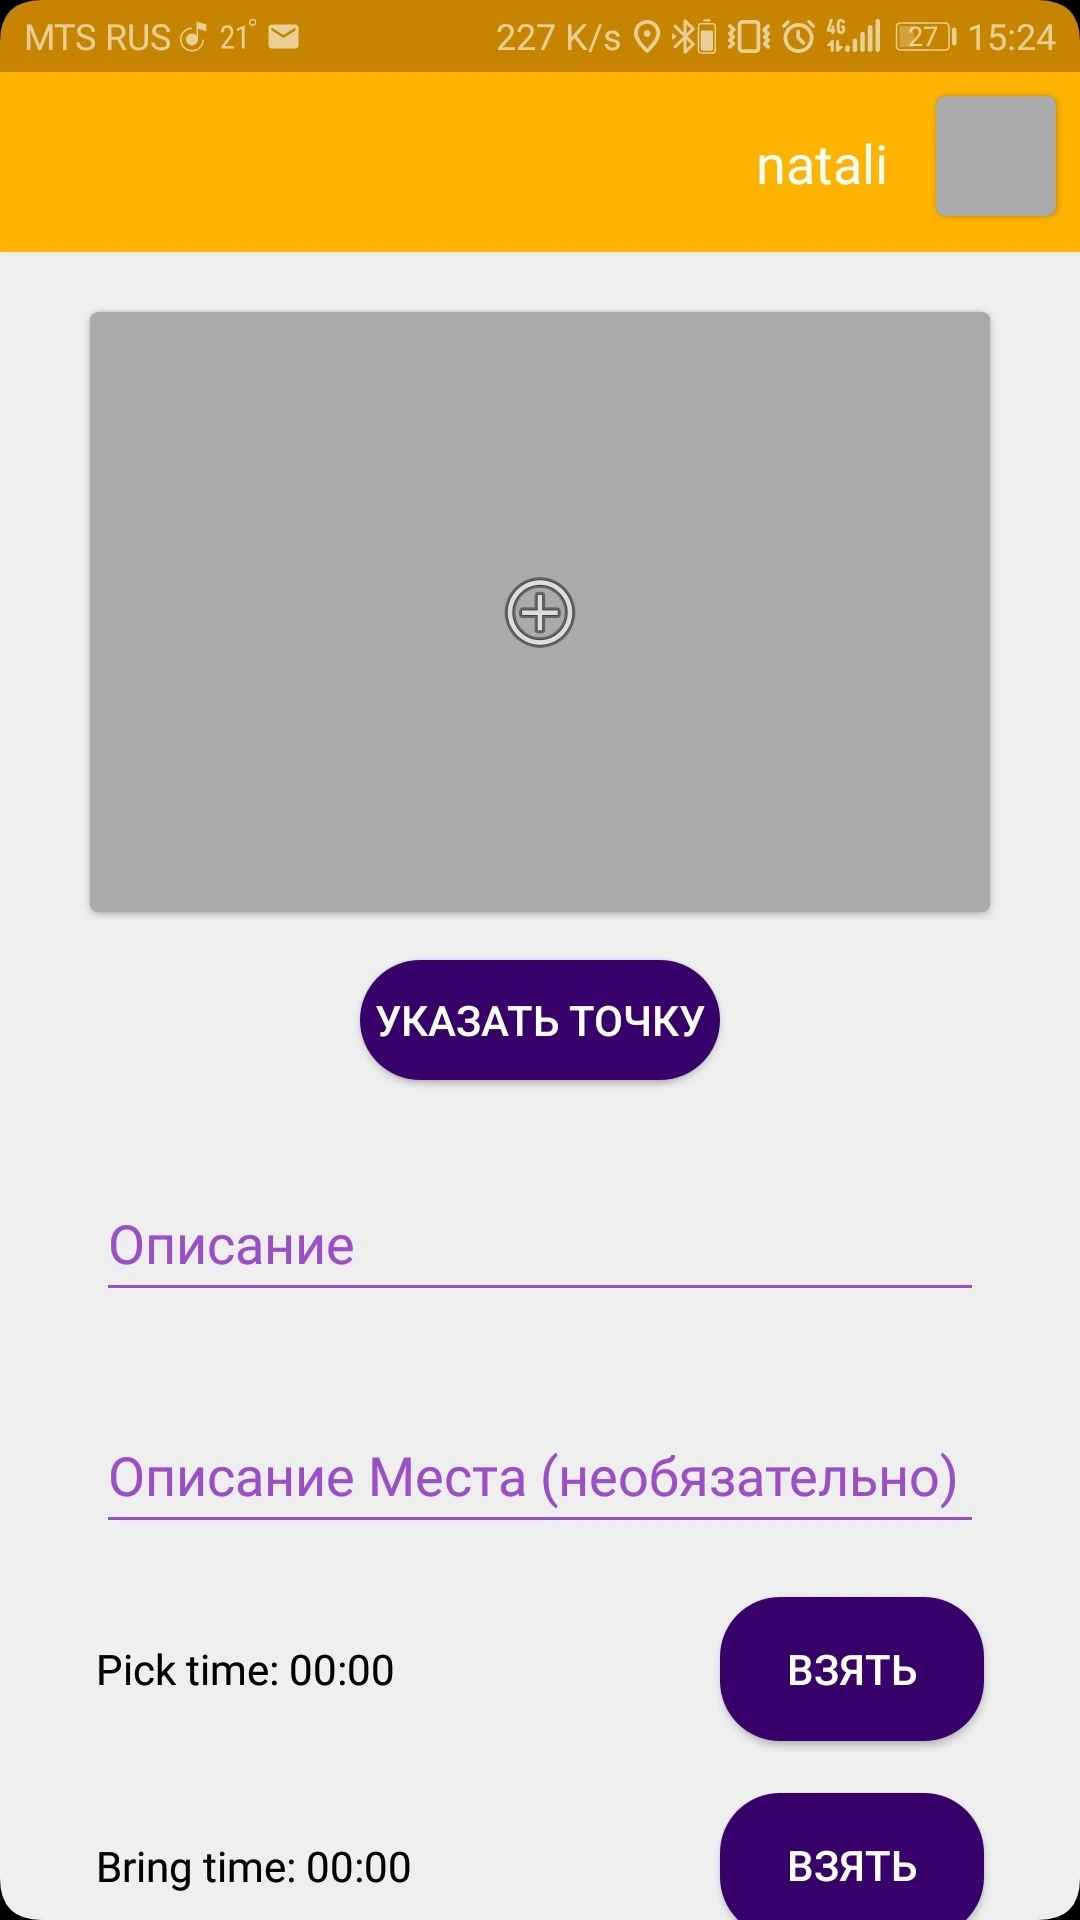 MTS RUS 21° 227 K/s 4G 27 15:24
natali
УКАЗАТЬ ТОЧКУ
Описание
Описание Места (необязательно)
Pick time: 00:00 ВЗЯТЬ
Bring time: 00:00 ВЗЯТЬ